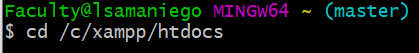 Faculty@lsamaniego MINGW64 ~ (master)
$ cd /c/xampp/htdocs